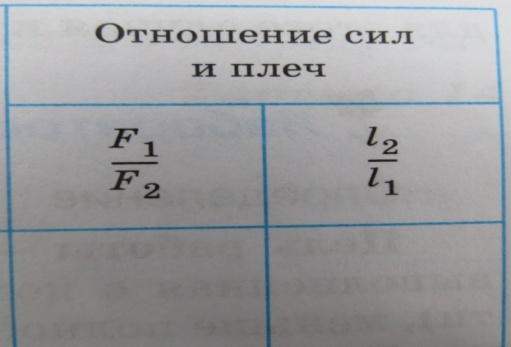 Отношение сил
и плеч
F₁/F₂ l₂/l₁